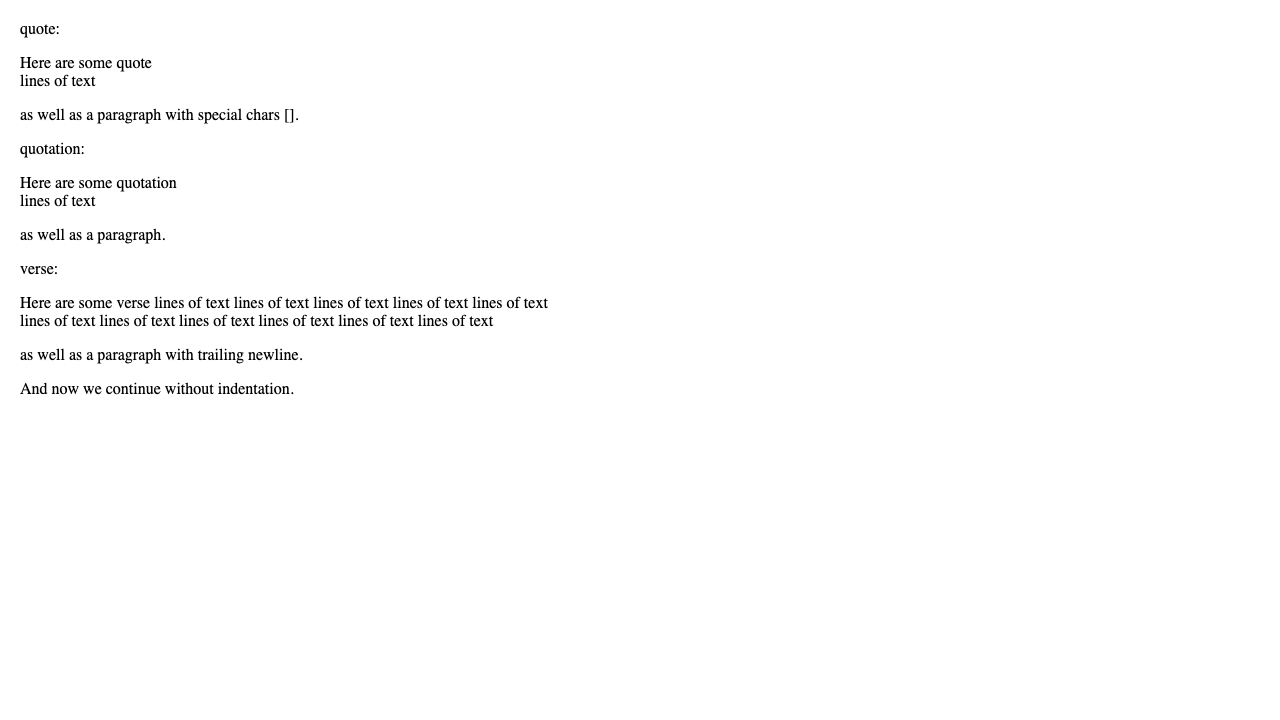 quote:
Here are some quote
lines of text
as well as a paragraph with special chars [].
quotation:
Here are some quotation
lines of text
as well as a paragraph.
verse:
Here are some verse lines of text lines of text lines of text lines of text lines of text
lines of text lines of text lines of text lines of text lines of text lines of text
as well as a paragraph with trailing newline.
And now we continue without indentation.